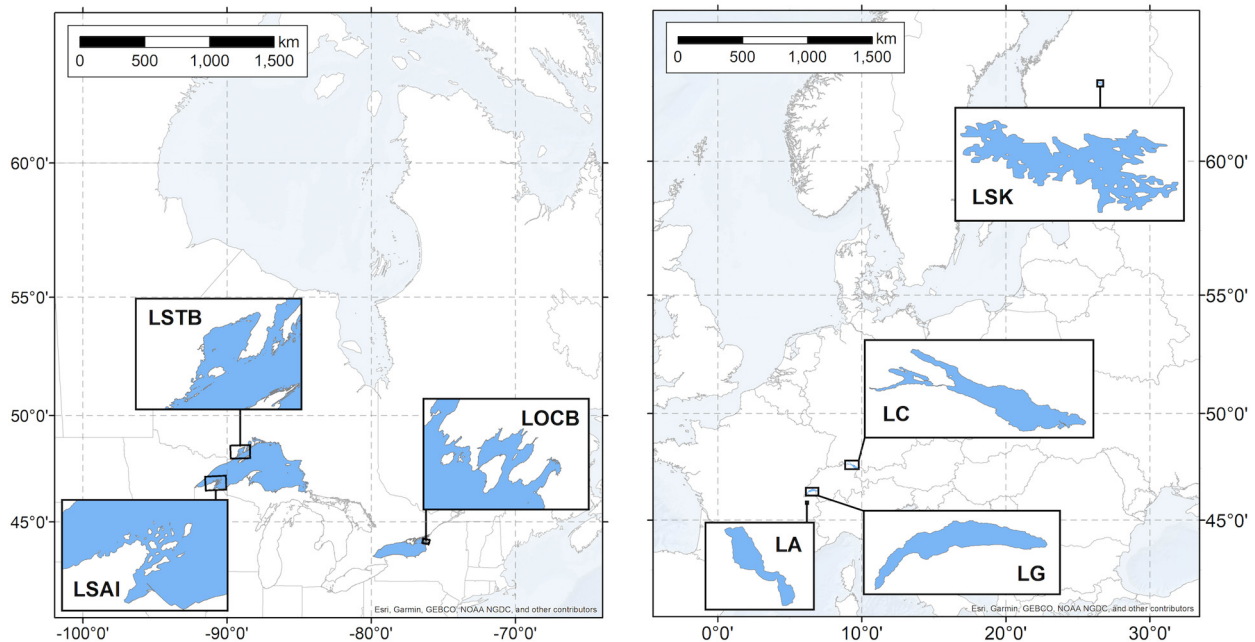 km
0 500 1,000 1,500
60°0'
55°0'
50°0'
45°0'
LSTB
LOCB
LSAI
Esri, Garmin, GEBCO, NOAA NGDC, and other contributors
-100°0' -90°0' -80°0' -70°0'
km
0 500 1,000 1,500
60°0'
55°0'
50°0'
45°0'
LSK
LC
LA
LG
Esri, Garmin, GEBCO, NOAA NGDC, and other contributors
0°0' 10°0' 20°0' 30°0'